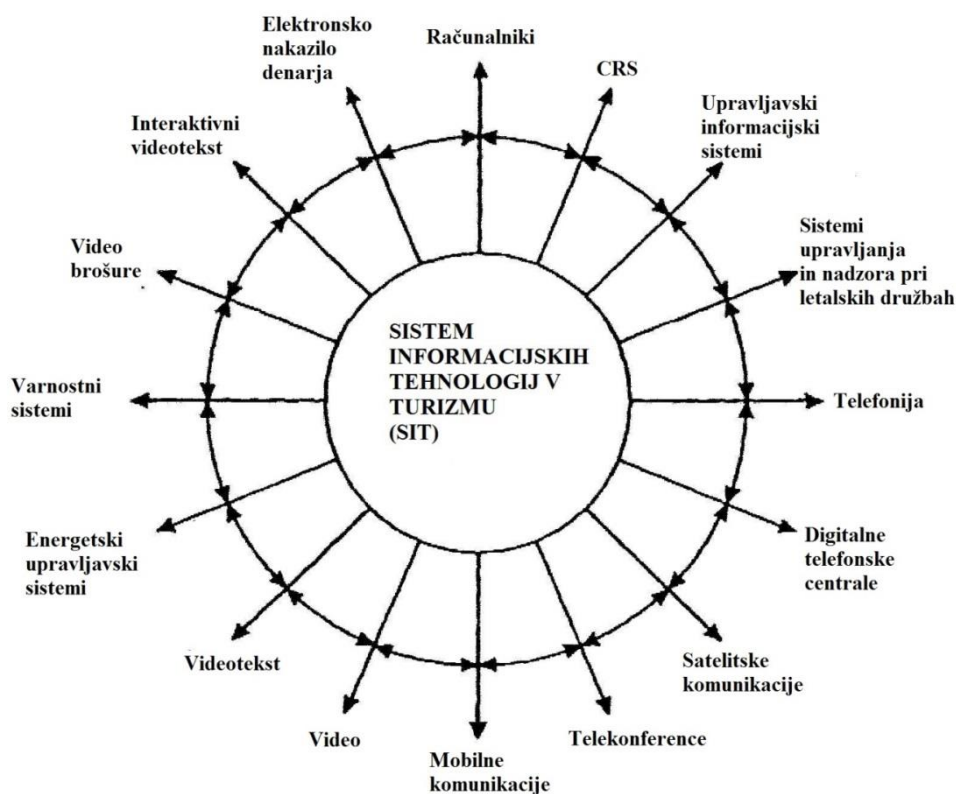 Elektronsko
nakazilo
denarja
Računalniki
CRS
Upravljavski
informacijski
sistemi
Sistemi
upravljanja
in nadzora pri
letalskih družbah
Telefonija
Digitalne
telefonske
centrale
Satelitske
komunikacije
Telekonference
Mobilne
komunikacije
Video
Videotekst
Energetski
upravljavski
sistemi
Varnostni
sistemi
Video
brošure
Interaktivni
videotekst
SISTEM
INFORMACIJSKIH
TEHNOLOGIJ V
TURIZMU
(SIT)